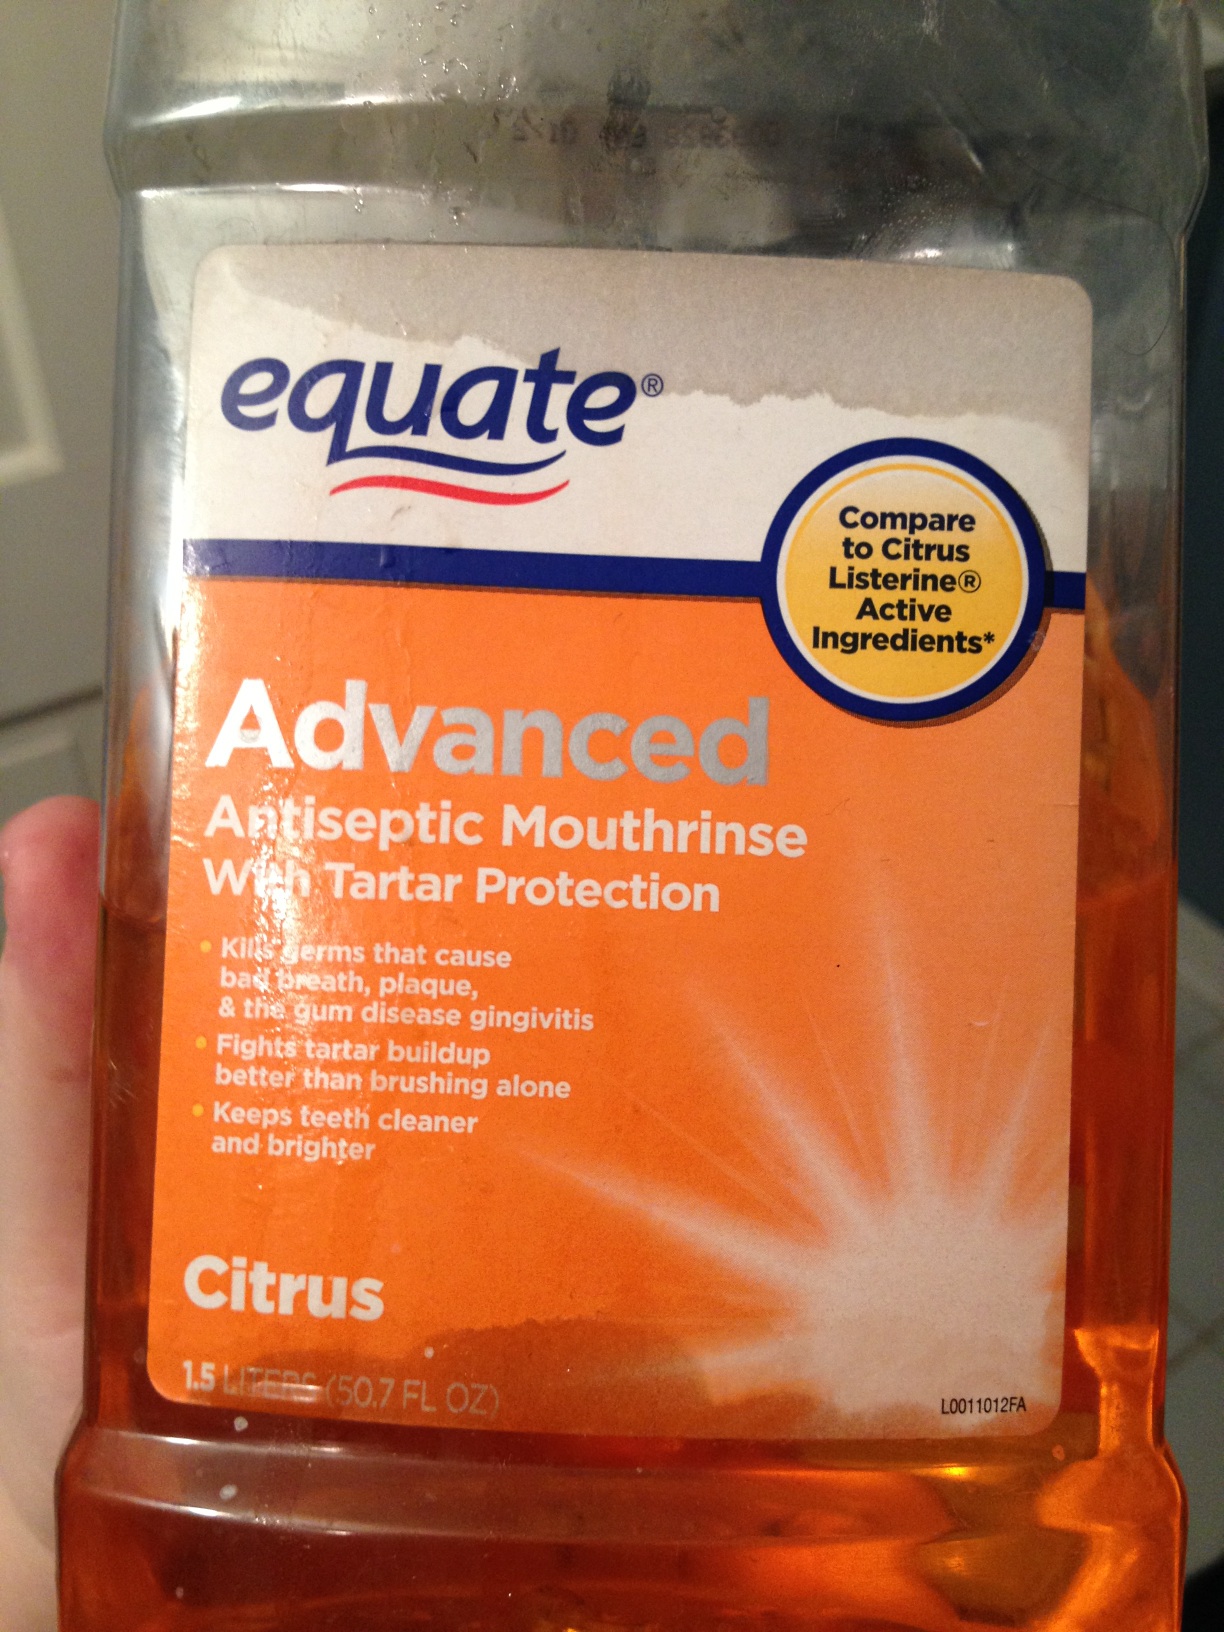 equate®
Compare
to Citrus
Listerine®
Active
Ingredients*
Advanced
Antiseptic Mouthrinse
With Tartar Protection
• Kills germs that cause
bad breath, plaque,
& the gum disease gingivitis
• Fights tartar buildup
better than brushing alone
• Keeps teeth cleaner
and brighter
Citrus
1.5 LITERS (50.7 FL OZ)
L0011012FA